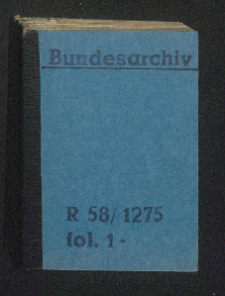 Bundesarchiv
R 58/1275
fol. 1-